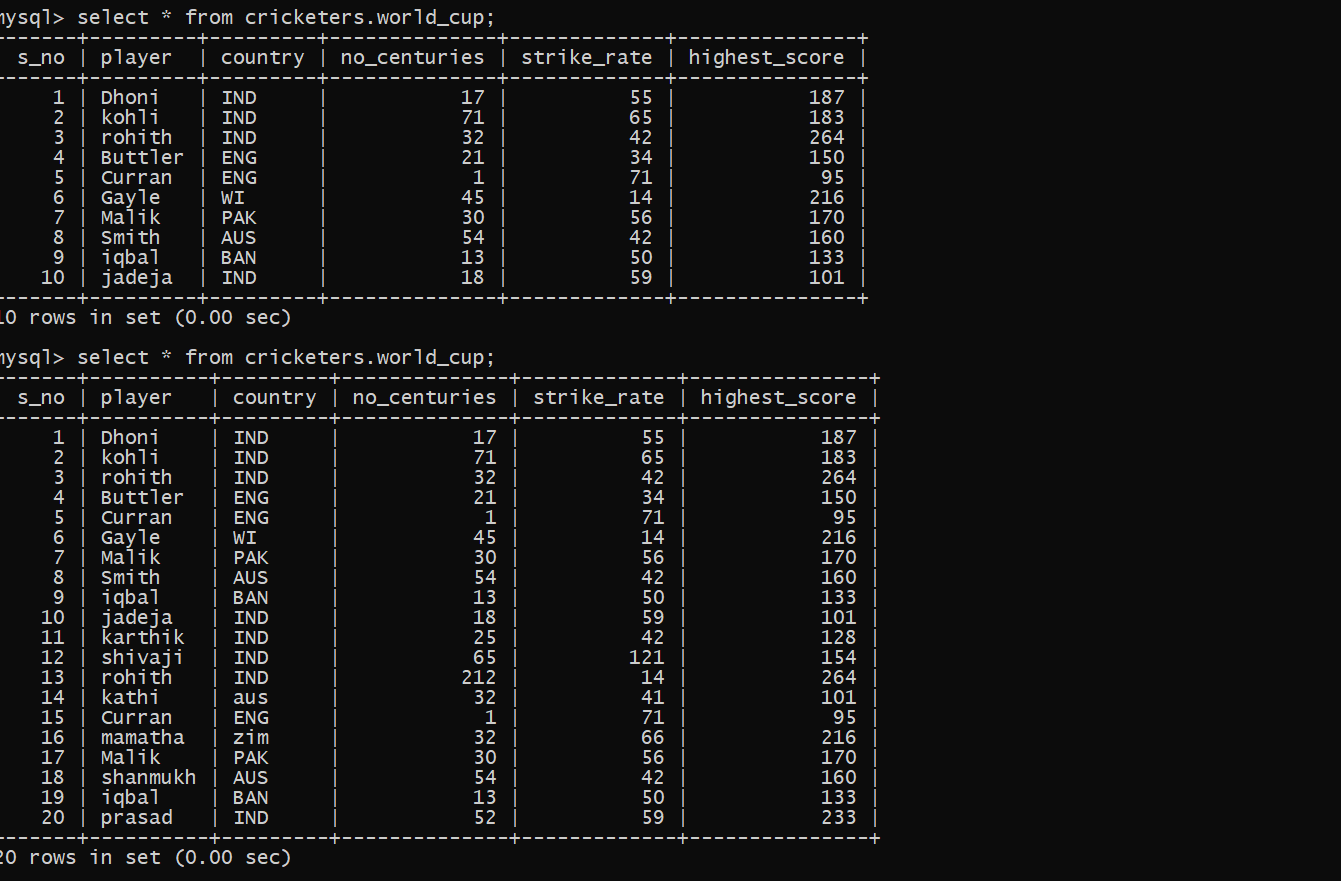 mysql> select * from cricketers.world_cup;
------+---------+---------+--------------+-------------+---------------+
s_no | player | country | no_centuries | strike_rate | highest_score |
------+---------+---------+--------------+-------------+---------------+
1 | Dhoni | IND | 17 | 55 | 187 |
2 | kohli | IND | 71 | 65 | 183 |
3 | rohith | IND | 32 | 42 | 264 |
4 | Buttler | ENG | 21 | 34 | 150 |
5 | Curran | ENG | 1 | 71 | 95 |
6 | Gayle | WI | 45 | 14 | 216 |
7 | Malik | PAK | 30 | 56 | 170 |
8 | Smith | AUS | 54 | 42 | 160 |
9 | iqbal | BAN | 13 | 50 | 133 |
10 | jadeja | IND | 18 | 59 | 101 |
------+---------+---------+--------------+-------------+---------------+
10 rows in set (0.00 sec)
mysql> select * from cricketers.world_cup;
------+----------+---------+--------------+-------------+---------------+
s_no | player | country | no_centuries | strike_rate | highest_score |
------+----------+---------+--------------+-------------+---------------+
1 | Dhoni | IND | 17 | 55 | 187 |
2 | kohli | IND | 71 | 65 | 183 |
3 | rohith | IND | 32 | 42 | 264 |
4 | Buttler | ENG | 21 | 34 | 150 |
5 | Curran | ENG | 1 | 71 | 95 |
6 | Gayle | WI | 45 | 14 | 216 |
7 | Malik | PAK | 30 | 56 | 170 |
8 | Smith | AUS | 54 | 42 | 160 |
9 | iqbal | BAN | 13 | 50 | 133 |
10 | jadeja | IND | 18 | 59 | 101 |
11 | karthik | IND | 25 | 42 | 128 |
12 | shivaji | IND | 65 | 121 | 154 |
13 | rohith | IND | 212 | 14 | 264 |
14 | kathi | aus | 32 | 41 | 101 |
15 | Curran | ENG | 1 | 71 | 95 |
16 | mamatha | zim | 32 | 66 | 216 |
17 | Malik | PAK | 30 | 56 | 170 |
18 | shanmukh | AUS | 54 | 42 | 160 |
19 | iqbal | BAN | 13 | 50 | 133 |
20 | prasad | IND | 52 | 59 | 233 |
------+----------+---------+--------------+-------------+---------------+
20 rows in set (0.00 sec)